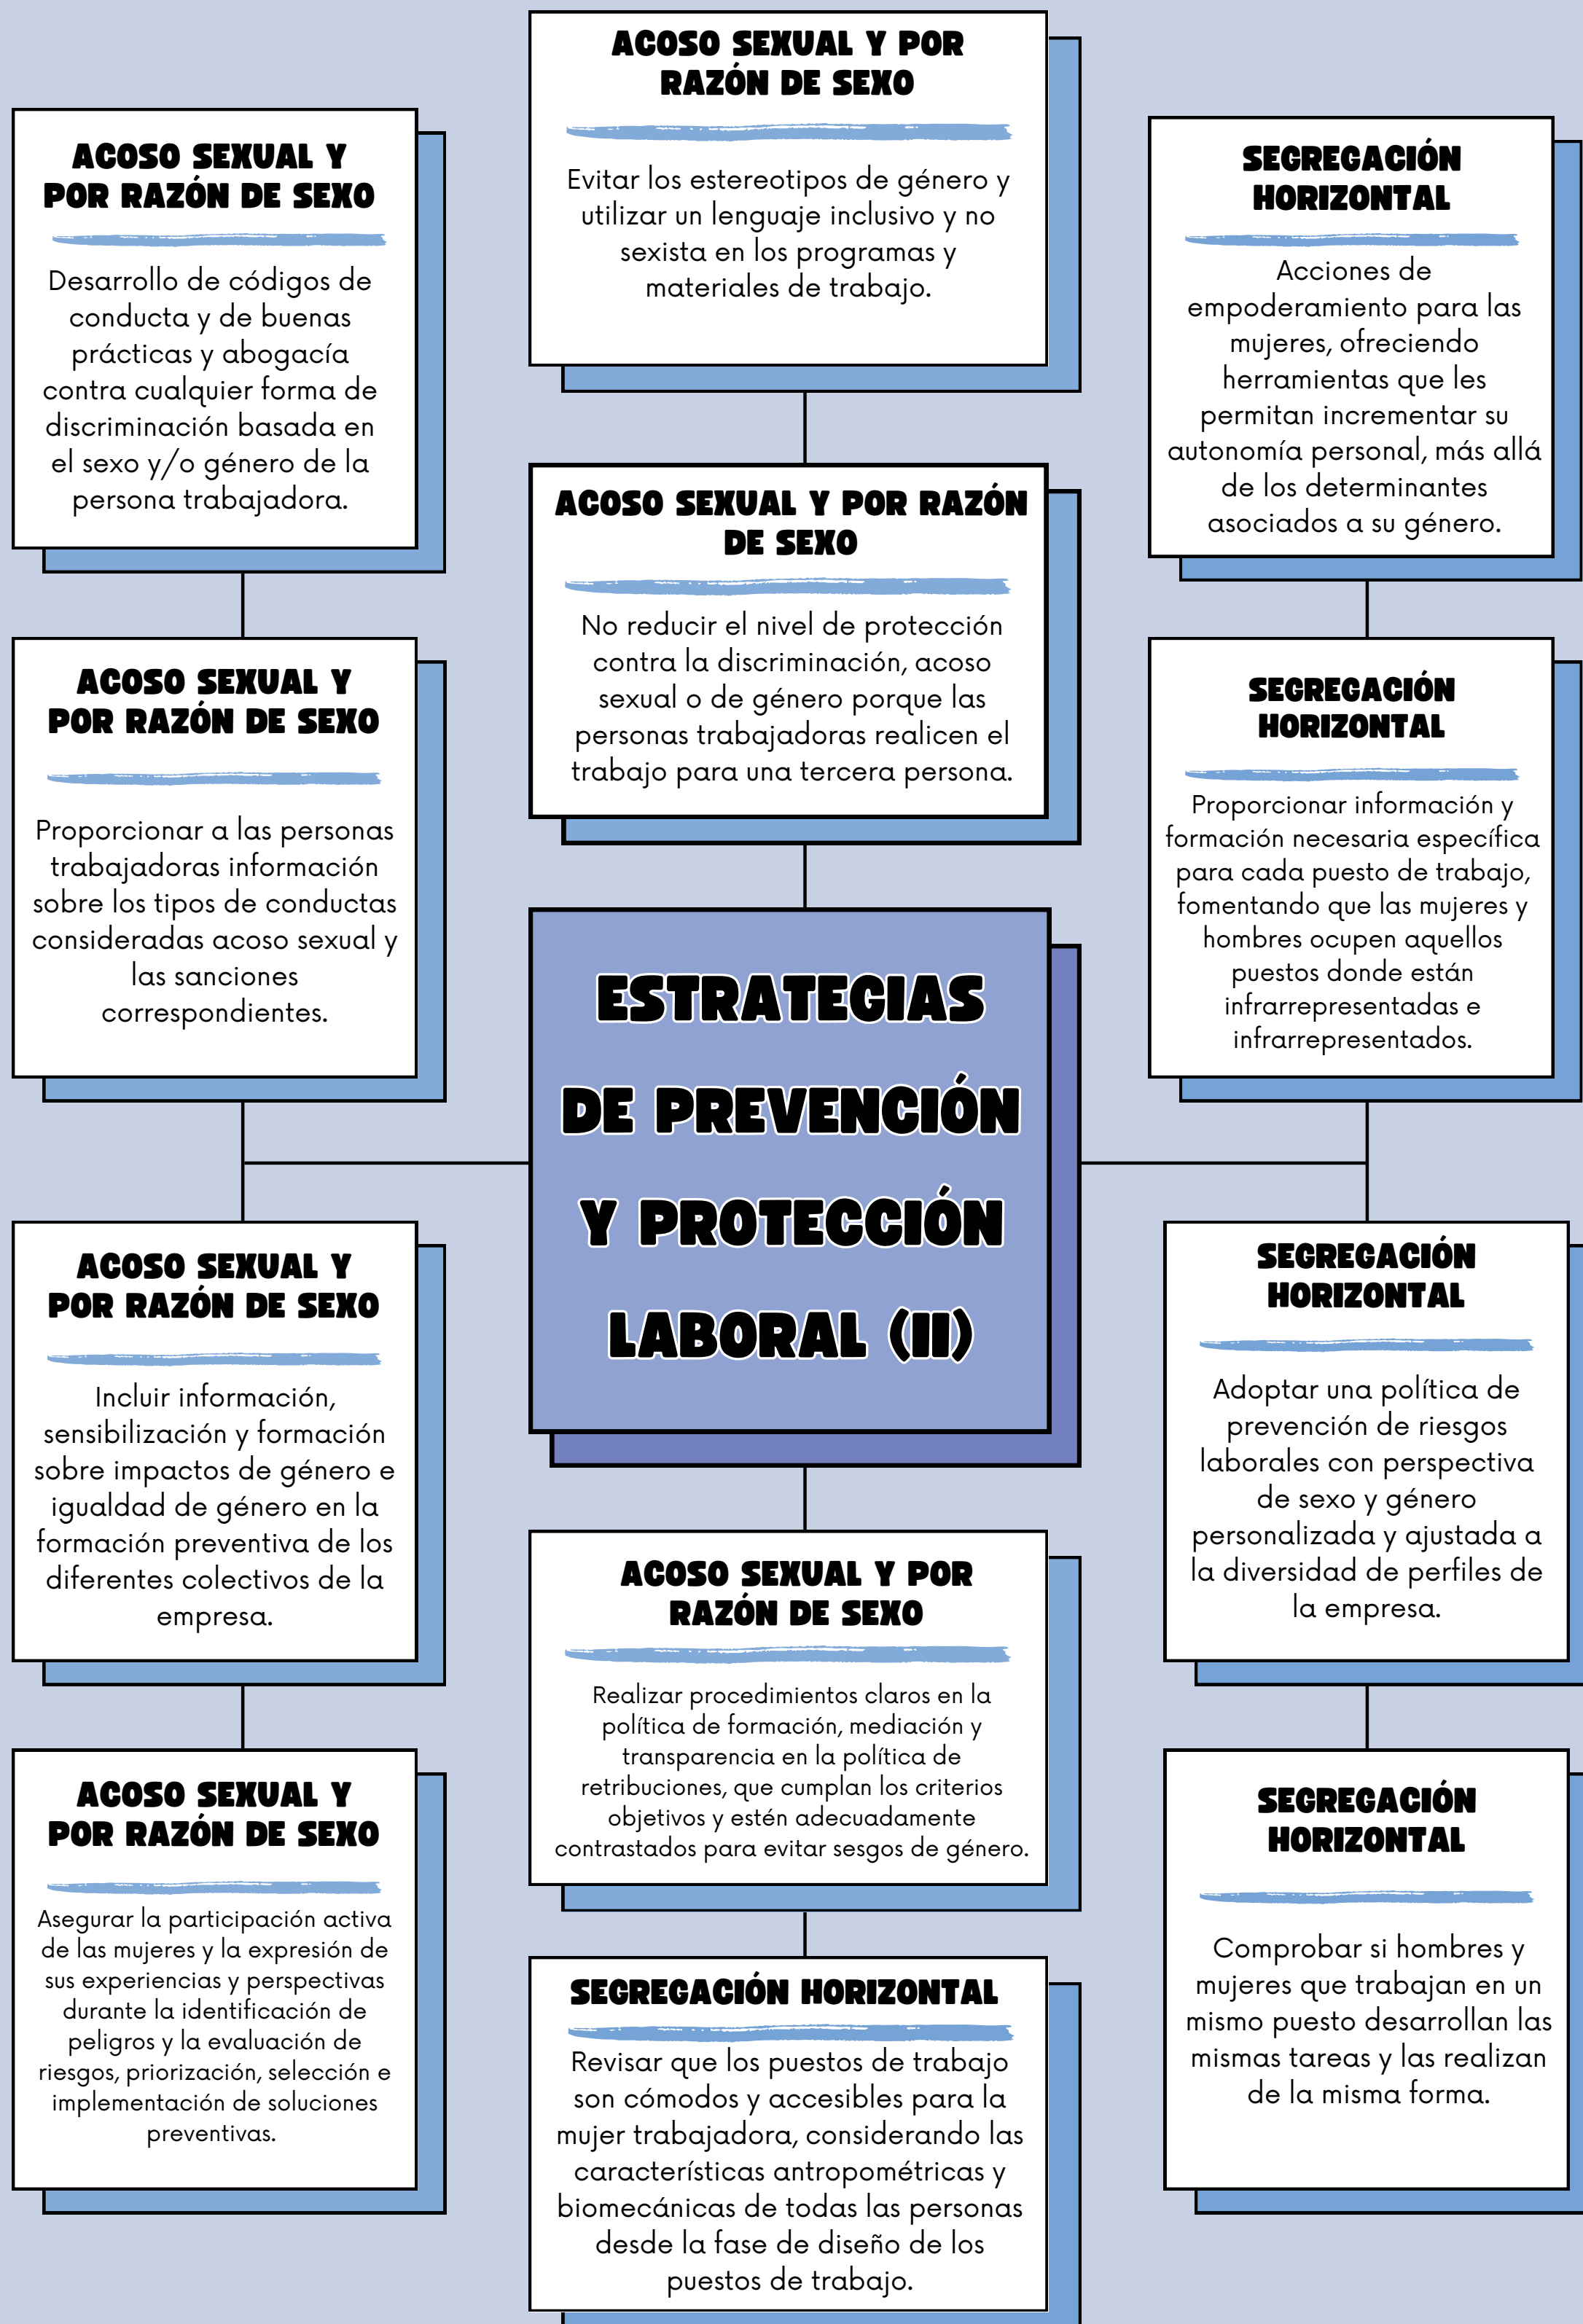 ACOSO SEXUAL Y
POR RAZÓN DE SEXO
Desarrollo de códigos de
conducta y de buenas
prácticas y abogacía
contra cualquier forma de
discriminación basada en
el sexo y/o género de la
persona trabajadora.
ACOSO SEXUAL Y
POR RAZÓN DE SEXO
Proporcionar a las personas
trabajadoras información
sobre los tipos de conductas
consideradas acoso sexual y
las sanciones
correspondientes.
ACOSO SEXUAL Y
POR RAZÓN DE SEXO
Incluir información,
sensibilización y formación
sobre impactos de género e
igualdad de género en la
formación preventiva de los
diferentes colectivos de la
empresa.
ACOSO SEXUAL Y
POR RAZÓN DE SEXO
Asegurar la participación activa
de las mujeres y la expresión de
sus experiencias y perspectivas
durante la identificación de
peligros y la evaluación de
riesgos, priorización, selección e
implementación de soluciones
preventivas.
ACOSO SEXUAL Y POR
RAZÓN DE SEXO
Evitar los estereotipos de género y
utilizar un lenguaje inclusivo y no
sexista en los programas y
materiales de trabajo.
ACOSO SEXUAL Y POR RAZÓN
DE SEXO
No reducir el nivel de protección
contra la discriminación, acoso
sexual o de género porque las
personas trabajadoras realicen el
trabajo para una tercera persona.
ESTRATEGIAS
DE PREVENCIÓN
Y PROTECCIÓN
LABORAL (II)
ACOSO SEXUAL Y POR
RAZÓN DE SEXO
Realizar procedimientos claros en la
política de formación, mediación y
transparencia en la política de
retribuciones, que cumplan los criterios
objetivos y estén adecuadamente
contrastados para evitar sesgos de género.
SEGREGACIÓN HORIZONTAL
Revisar que los puestos de trabajo
son cómodos y accesibles para la
mujer trabajadora, considerando las
características antropométricas y
biomecánicas de todas las personas
desde la fase de diseño de los
puestos de trabajo.
SEGREGACIÓN
HORIZONTAL
Acciones de
empoderamiento para las
mujeres, ofreciendo
herramientas que les
permitan incrementar su
autonomía personal, más allá
de los determinantes
asociados a su género.
SEGREGACIÓN
HORIZONTAL
Proporcionar información y
formación necesaria específica
para cada puesto de trabajo,
fomentando que las mujeres y
hombres ocupen aquellos
puestos donde están
infrarrepresentadas e
infrarrepresentados.
SEGREGACIÓN
HORIZONTAL
Adoptar una política de
prevención de riesgos
laborales con perspectiva
de sexo y género
personalizada y ajustada a
la diversidad de perfiles de
la empresa.
SEGREGACIÓN
HORIZONTAL
Comprobar si hombres y
mujeres que trabajan en un
mismo puesto desarrollan las
mismas tareas y las realizan
de la misma forma.